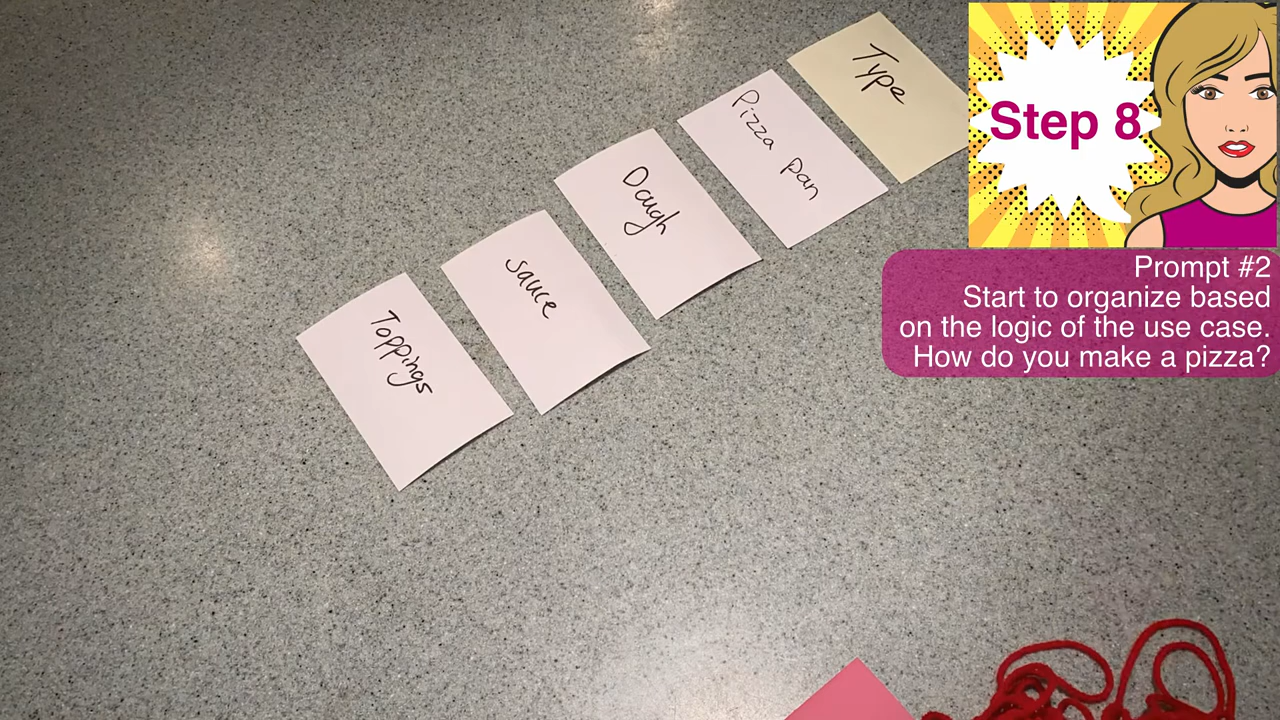 Type
Pizza pan
Dough
sauce
Toppings
Step 8
Prompt #2
Start to organize based
on the logic of the use case.
How do you make a pizza?